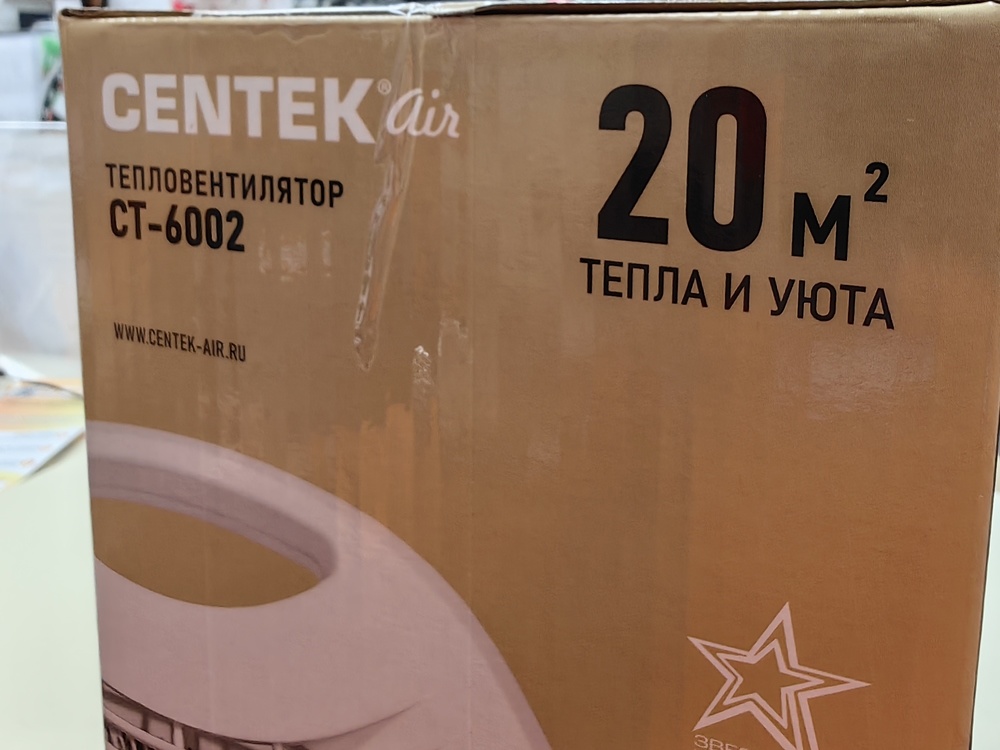 CENTEK® air
ТЕПЛОВЕНТИЛЯТОР
CT-6002
WWW.CENTEK-AIR.RU
20 м²
ТЕПЛА И УЮТА